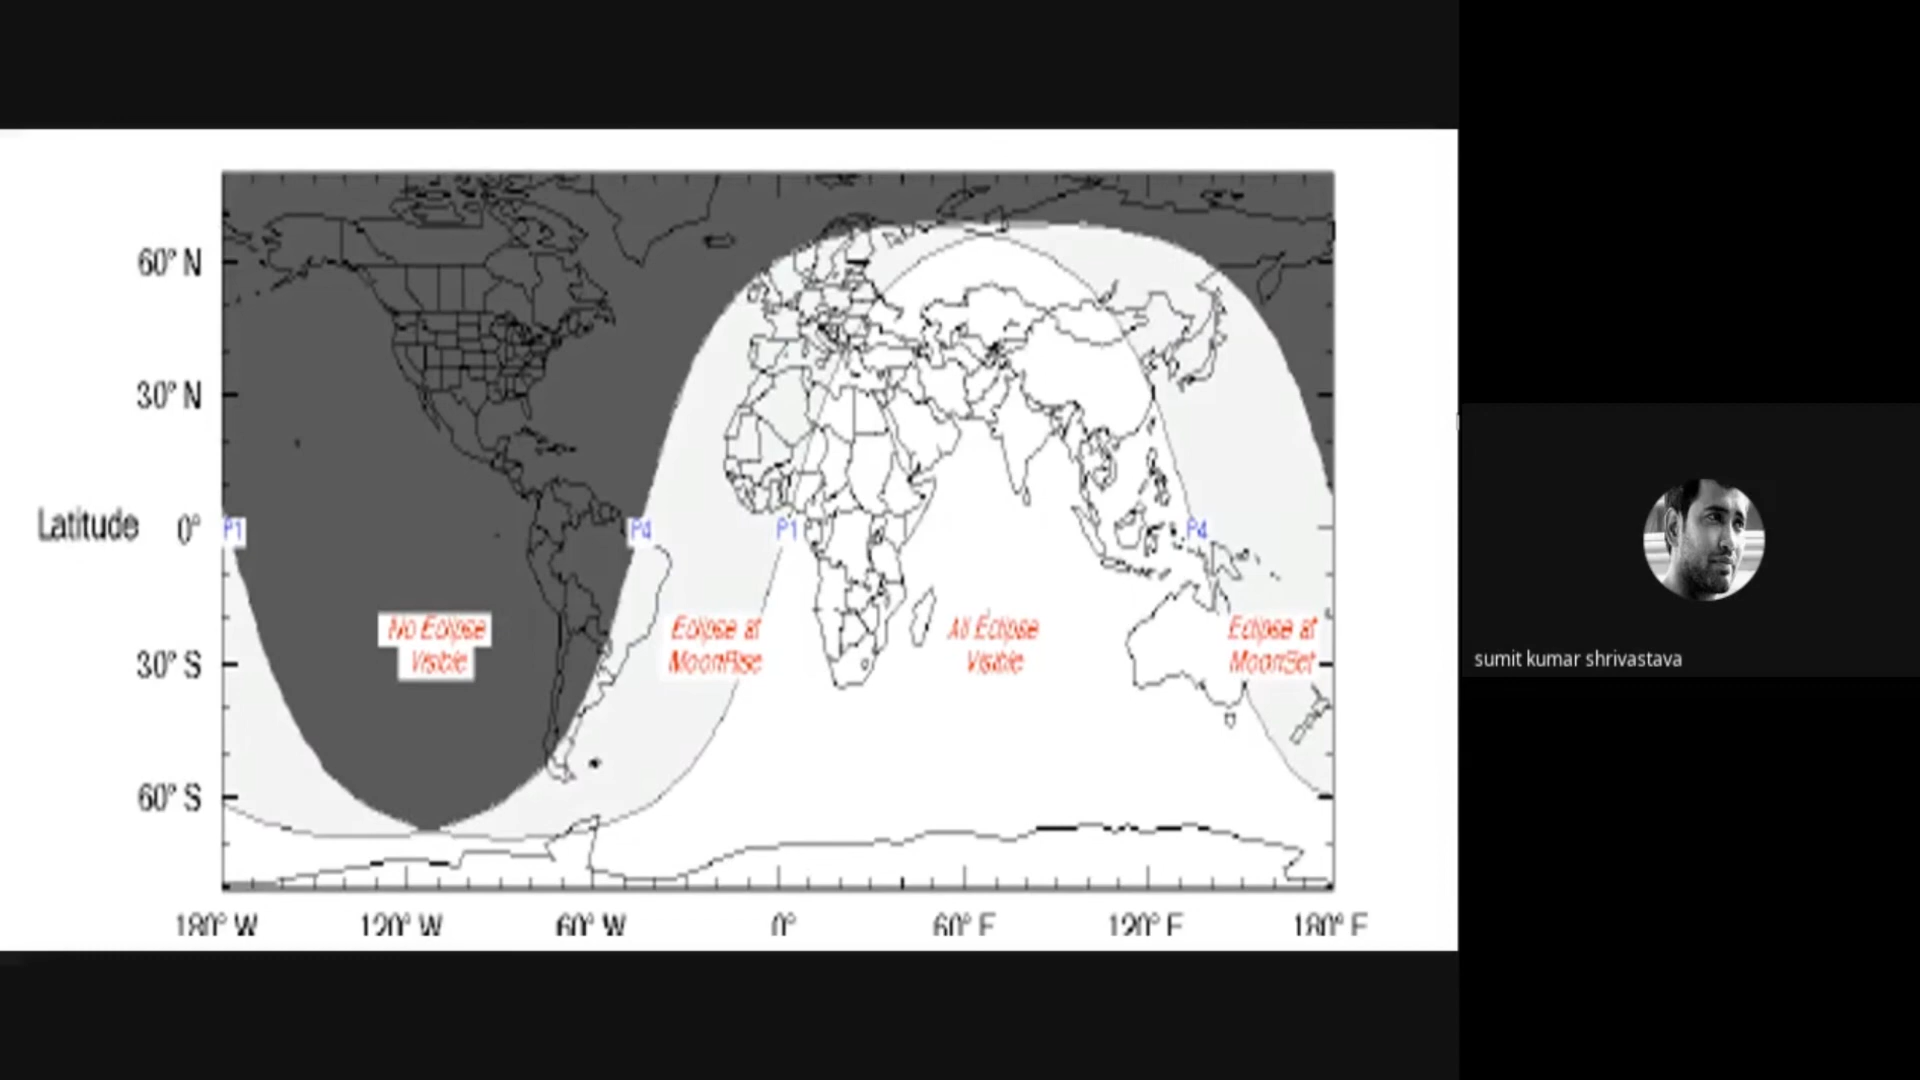 60° N
30° N
Latitude 0°
P1 P4 P1 P4
No Eclipse
Visible
Eclipse at
MoonRise
All Eclipse
Visible
Eclipse at
MoonSet
30° S
60° S
180° W 120° W 60° W 0° 60° E 120° E 180° E
sumit kumar shrivastava